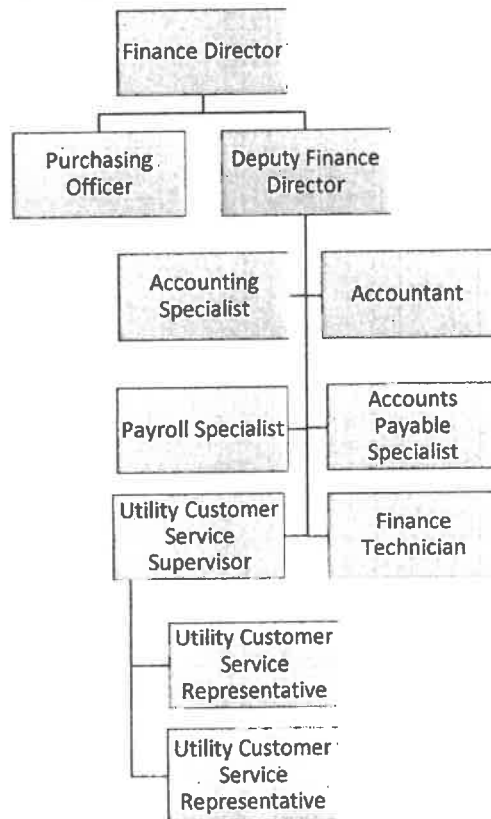 Finance Director
Purchasing
Officer
Deputy Finance
Director
Accounting
Specialist
Accountant
Payroll Specialist
Accounts
Payable
Specialist
Utility Customer
Service
Supervisor
Finance
Technician
Utility Customer
Service
Representative
Utility Customer
Service
Representative